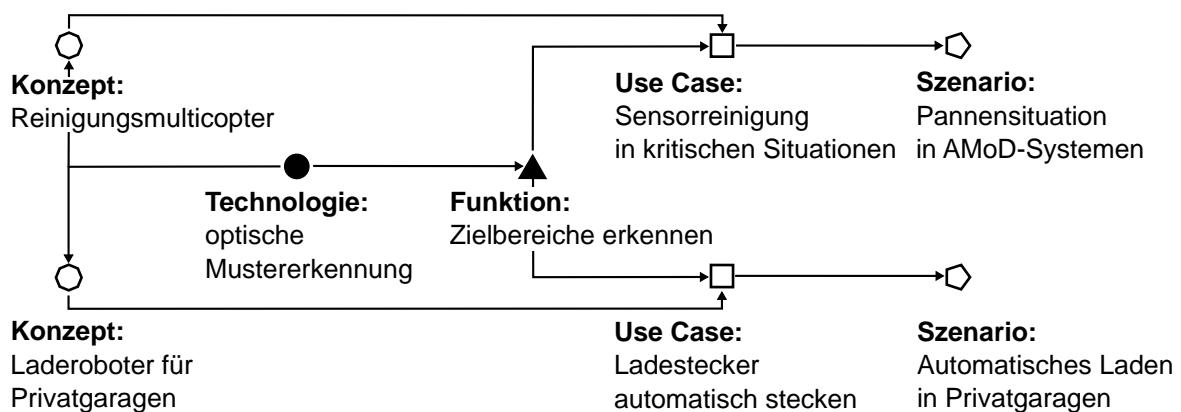 Konzept:
Reinigungsmulticopter
Use Case:
Sensorreinigung
in kritischen Situationen
Szenario:
Pannensituation
in AMoD-Systemen
Technologie:
optische
Mustererkennung
Funktion:
Zielbereiche erkennen
Konzept:
Laderoboter für
Privatgaragen
Use Case:
Ladestecker
automatisch stecken
Szenario:
Automatisches Laden
in Privatgaragen